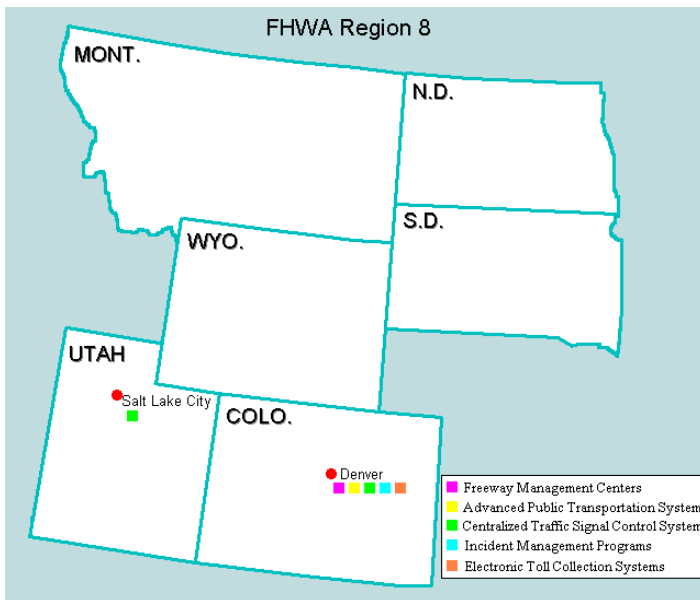 FHWA Region 8
MONT.
N.D.
S.D.
WYO.
UTAH
Salt Lake City
COLO.
Denver
Freeway Management Centers
Advanced Public Transportation System
Centralized Traffic Signal Control System
Incident Management Programs
Electronic Toll Collection Systems